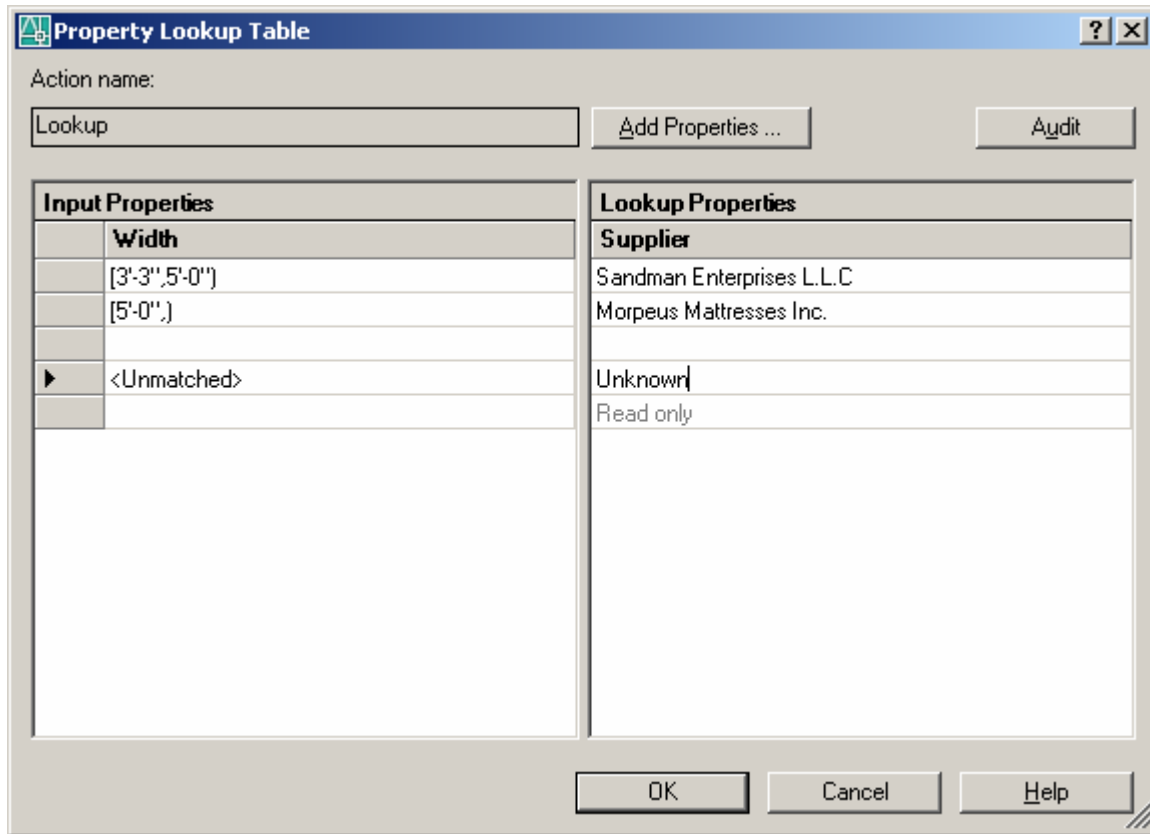 Property Lookup Table
Action name:
Lookup
Add Properties ...
Audit
Input Properties
Lookup Properties
Width
Supplier
[3'-3",5'-0")
Sandman Enterprises L.L.C
[5'-0",)
Morpeus Mattresses Inc.
<Unmatched>
Unknown
Read only
OK
Cancel
Help